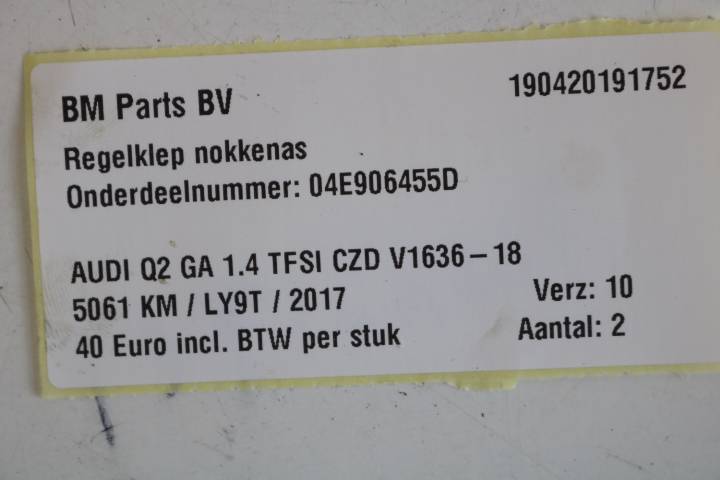 BM Parts BV
190420191752
Regelklep nokkenas
Onderdeelnummer: 04E906455D
AUDI Q2 GA 1.4 TFSI CZD V1636-18
5061 KM / LY9T / 2017
Verz: 10
40 Euro incl. BTW per stuk
Aantal: 2